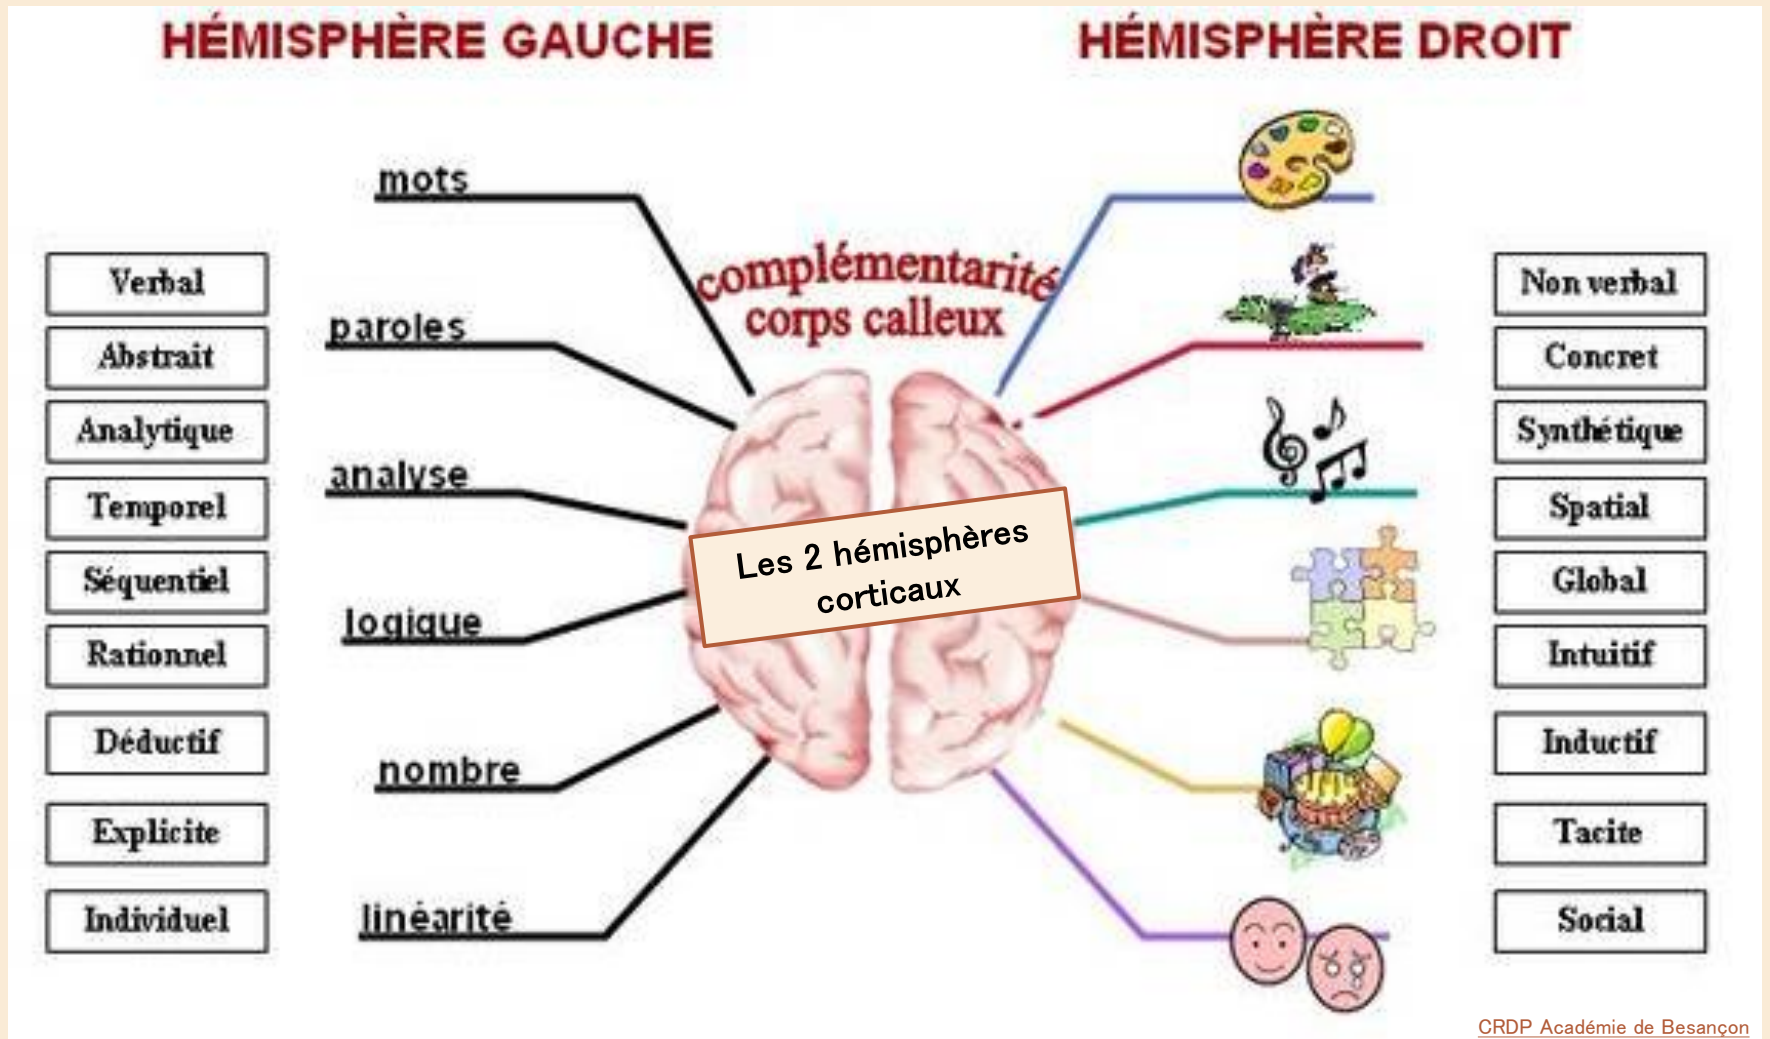 HÉMISPHÈRE GAUCHE
HÉMISPHÈRE DROIT
mots
paroles
analyse
logique
nombre
linéarité
Verbal
Abstrait
Analytique
Temporel
Séquentiel
Rationnel
Déductif
Explicite
Individuel
complémentarité
corps calleux
Les 2 hémisphères
corticaux
Non verbal
Concret
Synthétique
Spatial
Global
Intuitif
Inductif
Tacite
Social
CRDP Académie de Besançon